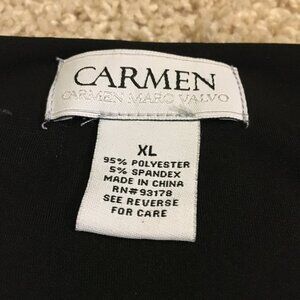 CARMEN
CARMEN MARC VALVO
XL
95% POLYESTER
5% SPANDEX
MADE IN CHINA
RN#93178
SEE REVERSE
FOR CARE